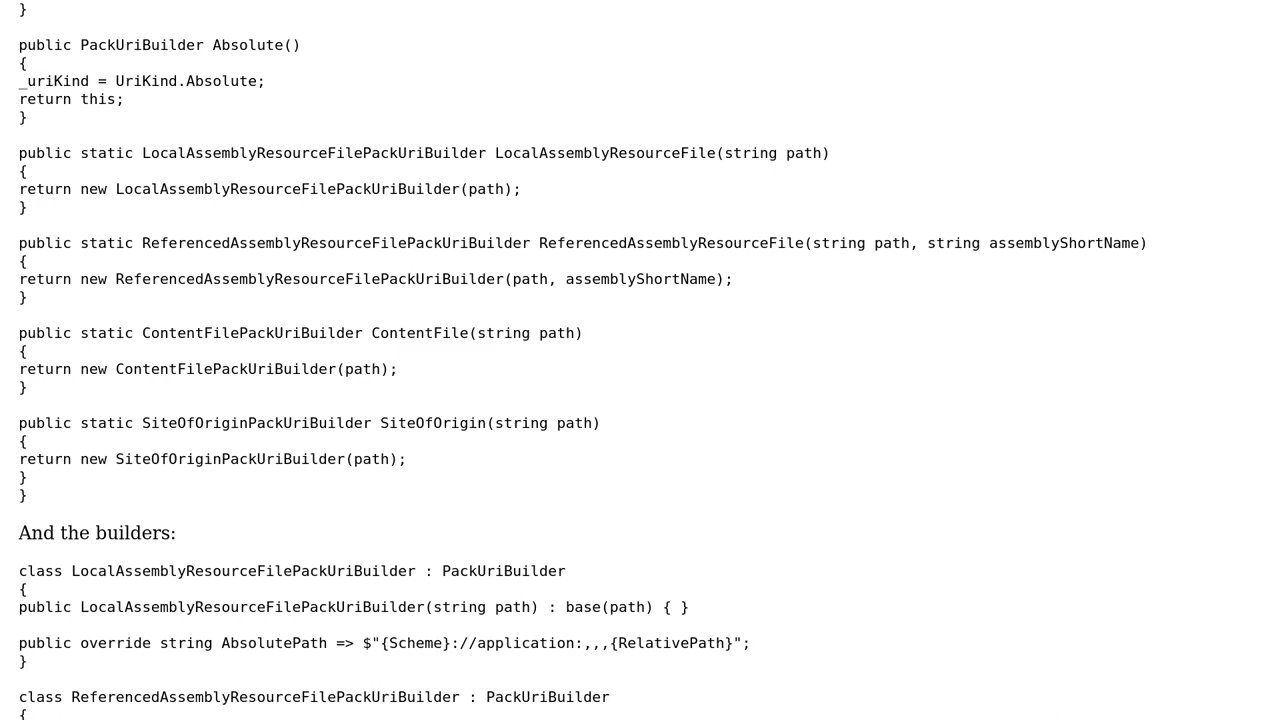 }
public PackUriBuilder Absolute()
{
_uriKind = UriKind.Absolute;
return this;
}
public static LocalAssemblyResourceFilePackUriBuilder LocalAssemblyResourceFile(string path)
{
return new LocalAssemblyResourceFilePackUriBuilder(path);
}
public static ReferencedAssemblyResourceFilePackUriBuilder ReferencedAssemblyResourceFile(string path, string assemblyShortName)
{
return new ReferencedAssemblyResourceFilePackUriBuilder(path, assemblyShortName);
}
public static ContentFilePackUriBuilder ContentFile(string path)
{
return new ContentFilePackUriBuilder(path);
}
public static SiteOfOriginPackUriBuilder SiteOfOrigin(string path)
{
return new SiteOfOriginPackUriBuilder(path);
}
}
And the builders:
class LocalAssemblyResourceFilePackUriBuilder : PackUriBuilder
{
public LocalAssemblyResourceFilePackUriBuilder(string path) : base(path) { }
public override string AbsolutePath => $"{Scheme}://application:,,,{RelativePath}";
}
class ReferencedAssemblyResourceFilePackUriBuilder : PackUriBuilder
{